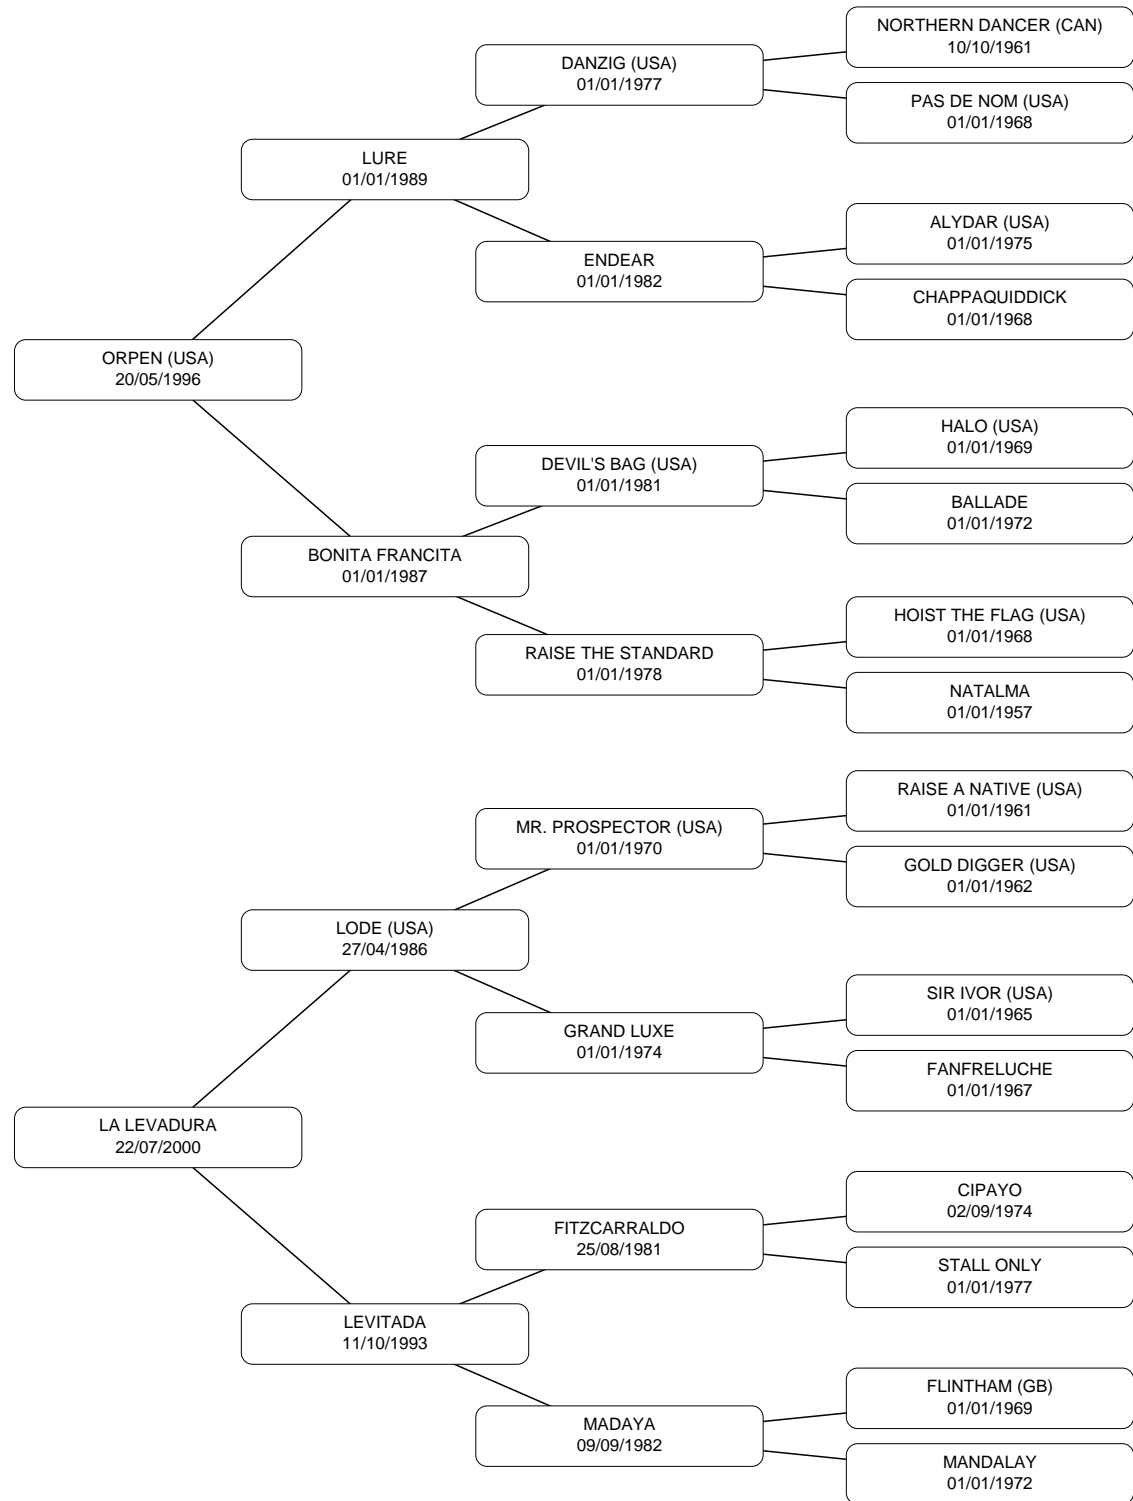 NORTHERN DANCER (CAN)
10/10/1961
DANZIG (USA)
01/01/1977
PAS DE NOM (USA)
01/01/1968
LURE
01/01/1989
ALYDAR (USA)
01/01/1975
ENDEAR
01/01/1982
CHAPPAQUIDDICK
01/01/1968
ORPEN (USA)
20/05/1996
HALO (USA)
01/01/1969
DEVIL'S BAG (USA)
01/01/1981
BALLADE
01/01/1972
BONITA FRANCITA
01/01/1987
HOIST THE FLAG (USA)
01/01/1968
RAISE THE STANDARD
01/01/1978
NATALMA
01/01/1957
RAISE A NATIVE (USA)
01/01/1961
MR. PROSPECTOR (USA)
01/01/1970
GOLD DIGGER (USA)
01/01/1962
LODE (USA)
27/04/1986
SIR IVOR (USA)
01/01/1965
GRAND LUXE
01/01/1974
FANFRELUCHE
01/01/1967
LA LEVADURA
22/07/2000
CIPAYO
02/09/1974
FITZCARRALDO
25/08/1981
STALL ONLY
01/01/1977
LEVITADA
11/10/1993
FLINTHAM (GB)
01/01/1969
MADAYA
09/09/1982
MANDALAY
01/01/1972